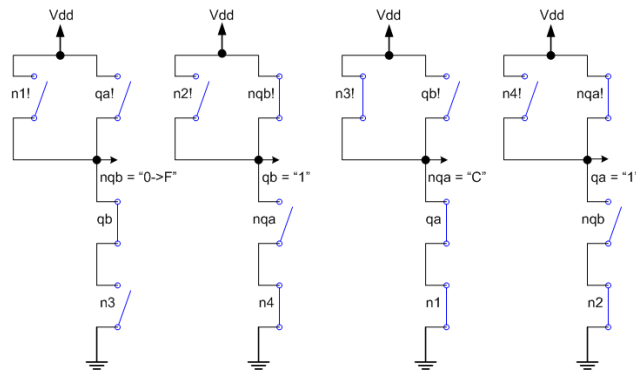 Vdd Vdd Vdd Vdd
n1! qa! n2! nqb! n3! qb! n4! nqa!
nqb = “0->F” qb = “1” nqa = “C” qa = “1”
qb nqa qa nqb
n3 n4 n1 n2